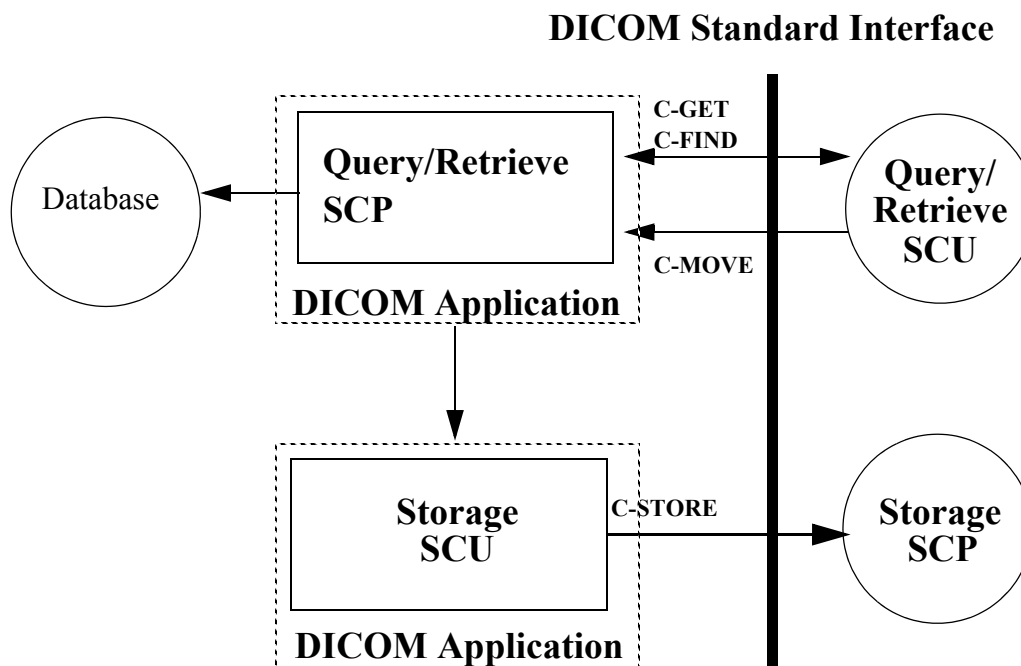 DICOM Standard Interface
C-GET
C-FIND
Query/Retrieve
SCP
Database
Query/
Retrieve
SCU
C-MOVE
DICOM Application
Storage
SCU
C-STORE
Storage
SCP
DICOM Application